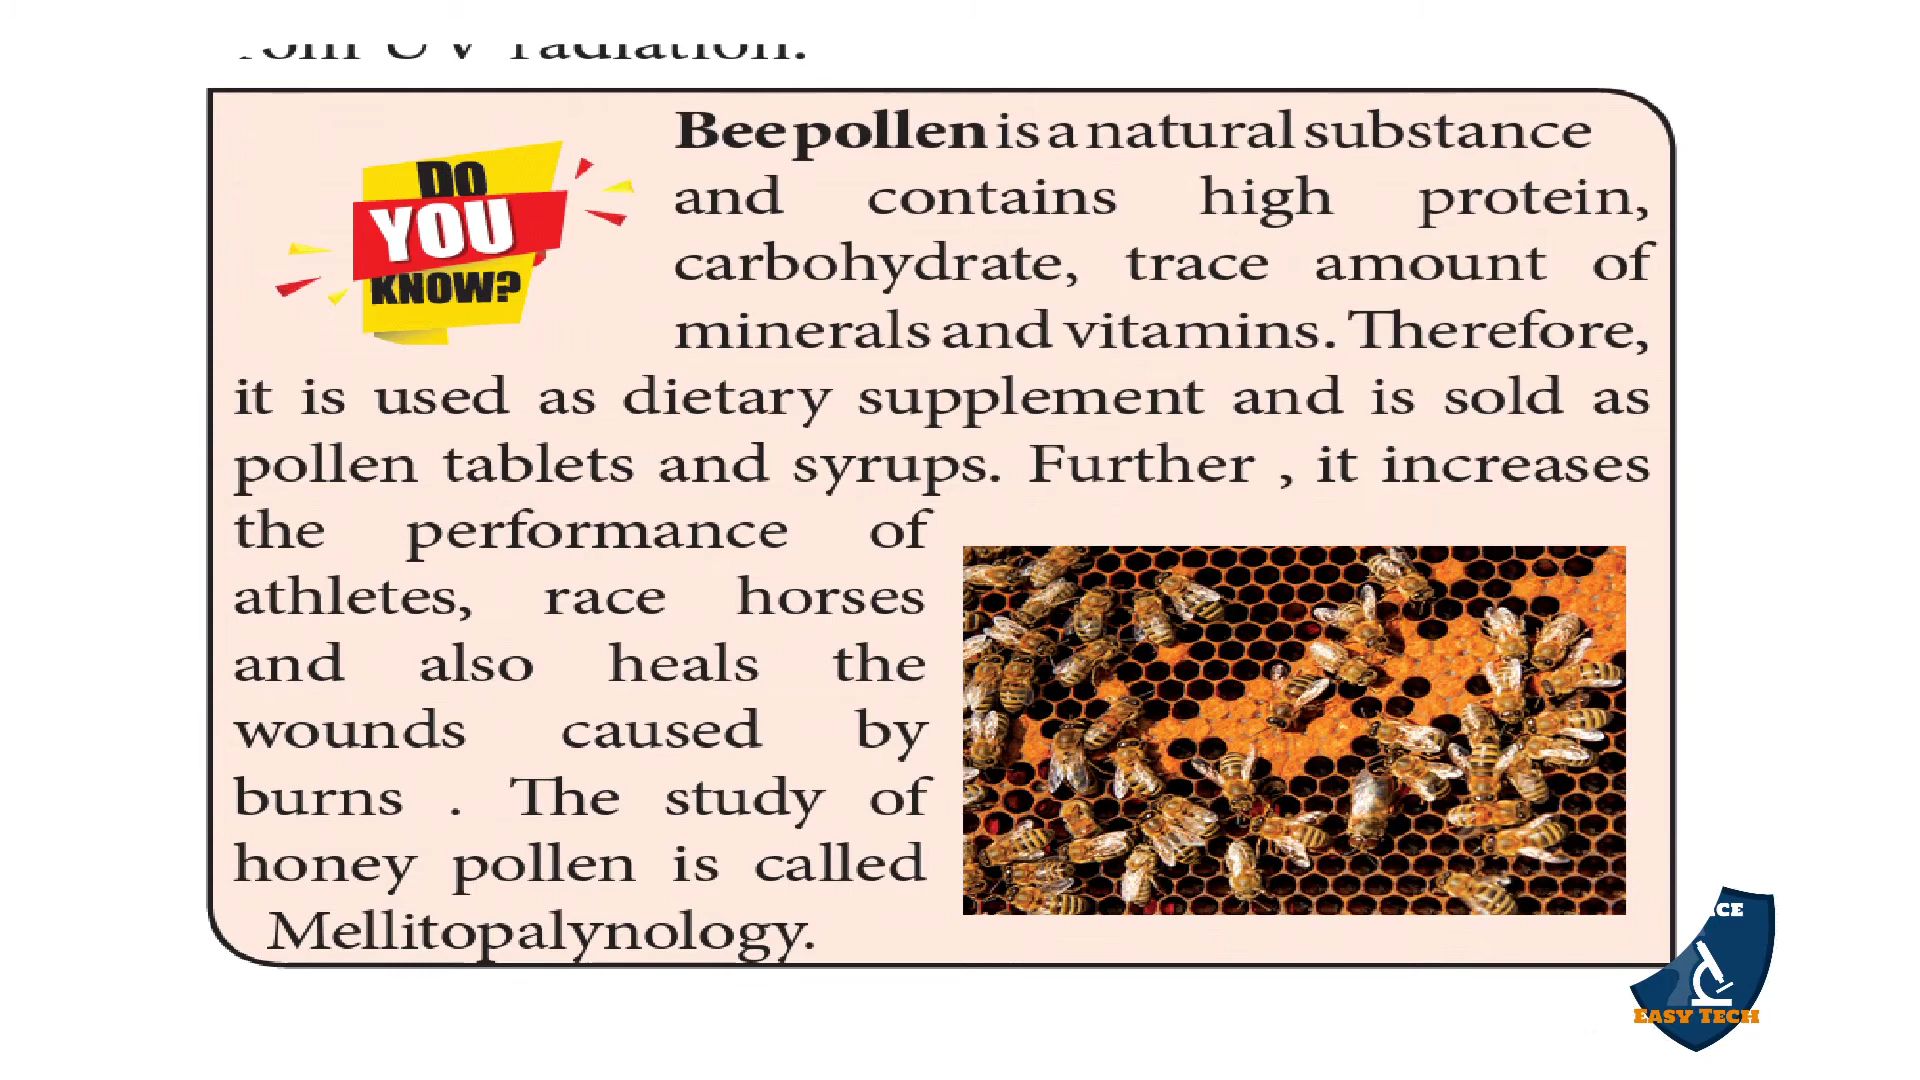 UV radiation.
DO
YOU
KNOW?
Bee pollen is a natural substance
and contains high protein,
carbohydrate, trace amount of
minerals and vitamins. Therefore,
it is used as dietary supplement and is sold as
pollen tablets and syrups. Further , it increases
the performance of
athletes, race horses
and also heals the
wounds caused by
burns . The study of
honey pollen is called
Mellitopalynology.
EASY TECH